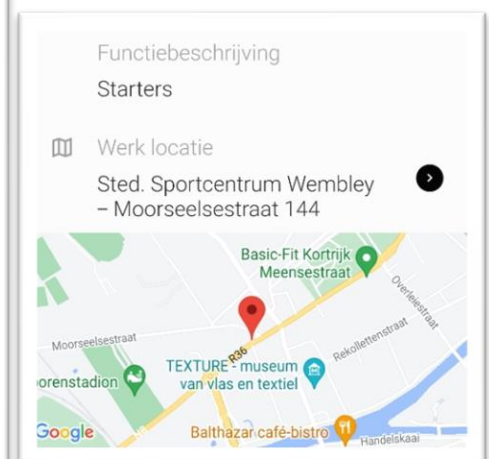 Functiebeschrijving
Starters
Werk locatie
Sted. Sportcentrum Wembley
– Moorseelsestraat 144
Basic-Fit Kortrijk
Meensestraat
Overleiestraat
Moorseelsestraat
R36
Rekollettenstraat
TEXTURE - museum
van vlas en textiel
orenstadion
Google
Balthazar café-bistro
Handelskaai